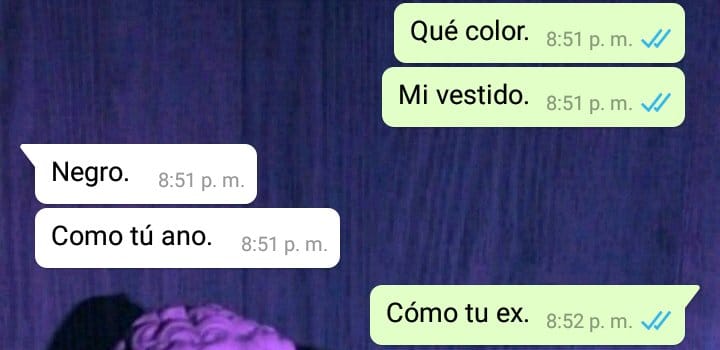 Qué color. 8:51 p. m.
Mi vestido. 8:51 p. m.
Negro. 8:51 p. m.
Como tú ano. 8:51 p. m.
Cómo tu ex. 8:52 p. m.